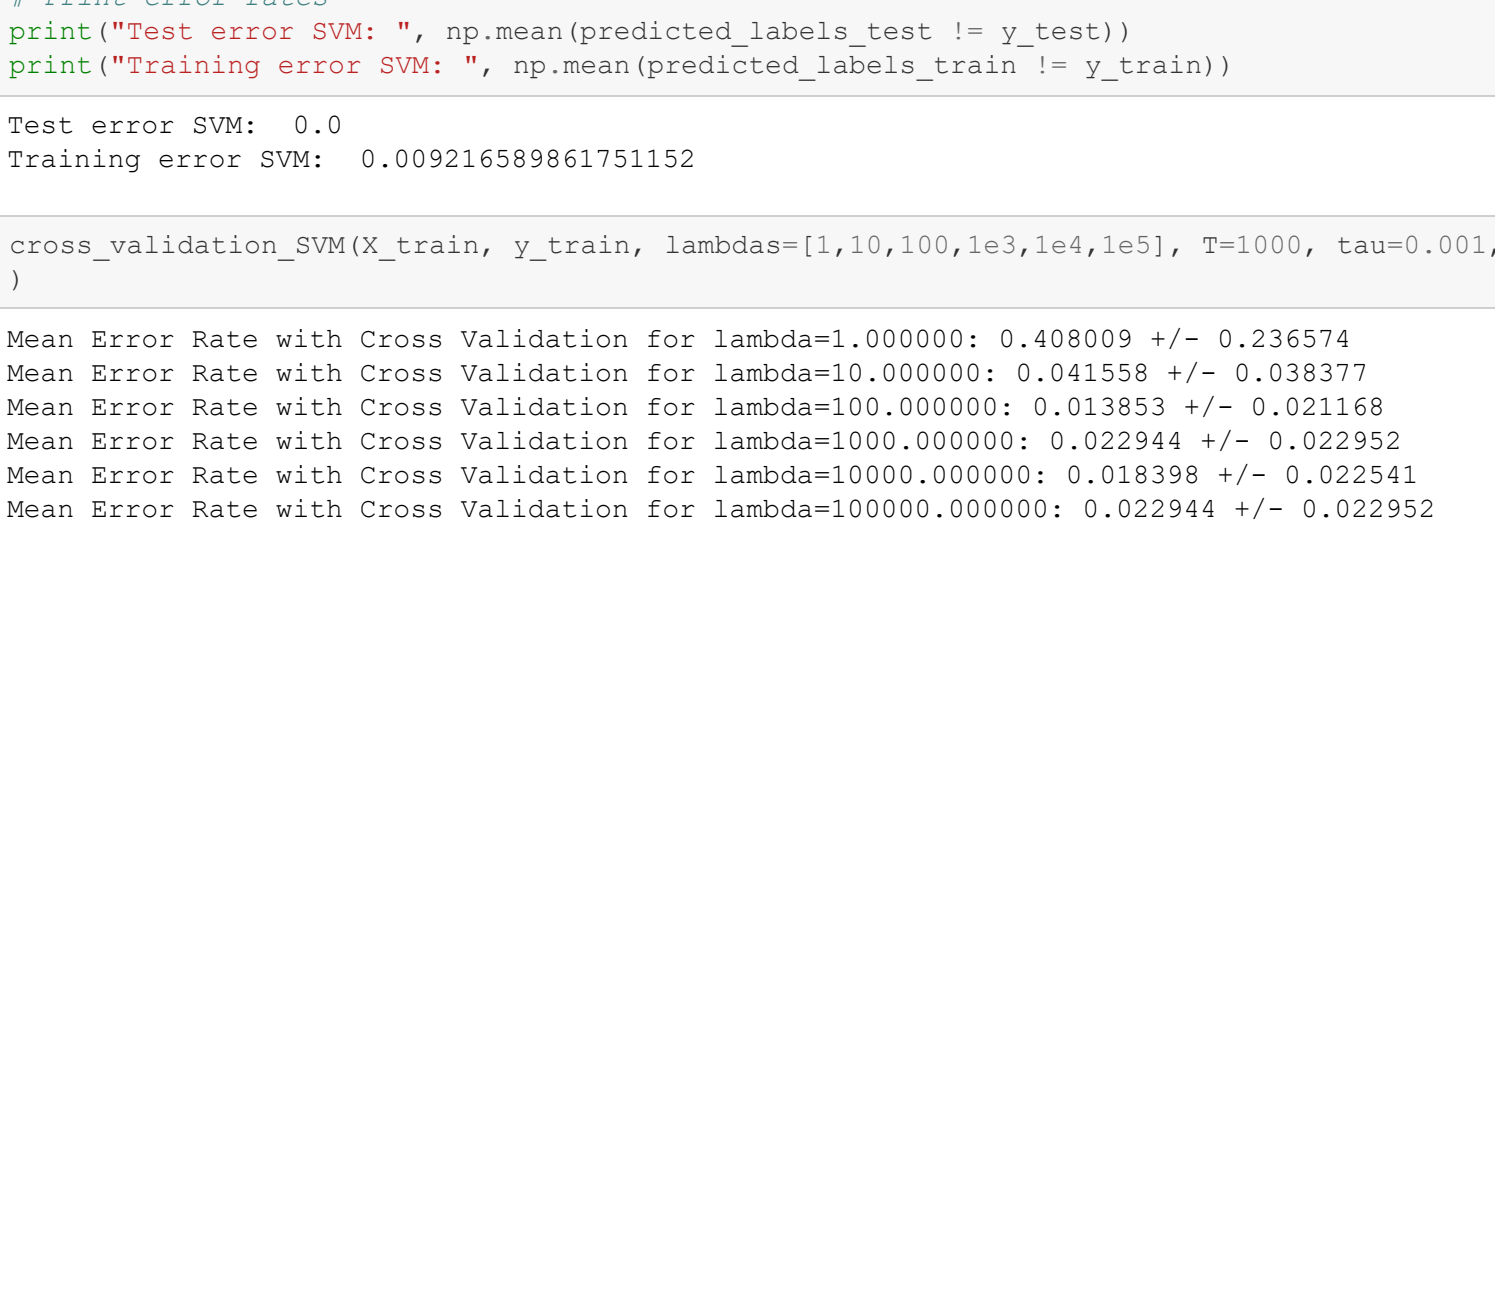 # Print error rates
print("Test error SVM: ", np.mean(predicted_labels_test != y_test))
print("Training error SVM: ", np.mean(predicted_labels_train != y_train))
Test error SVM:  0.0
Training error SVM:  0.009216589861751152
cross_validation_SVM(X_train, y_train, lambdas=[1,10,100,1e3,1e4,1e5], T=1000, tau=0.001,
)
Mean Error Rate with Cross Validation for lambda=1.000000: 0.408009 +/- 0.236574
Mean Error Rate with Cross Validation for lambda=10.000000: 0.041558 +/- 0.038377
Mean Error Rate with Cross Validation for lambda=100.000000: 0.013853 +/- 0.021168
Mean Error Rate with Cross Validation for lambda=1000.000000: 0.022944 +/- 0.022952
Mean Error Rate with Cross Validation for lambda=10000.000000: 0.018398 +/- 0.022541
Mean Error Rate with Cross Validation for lambda=100000.000000: 0.022944 +/- 0.022952